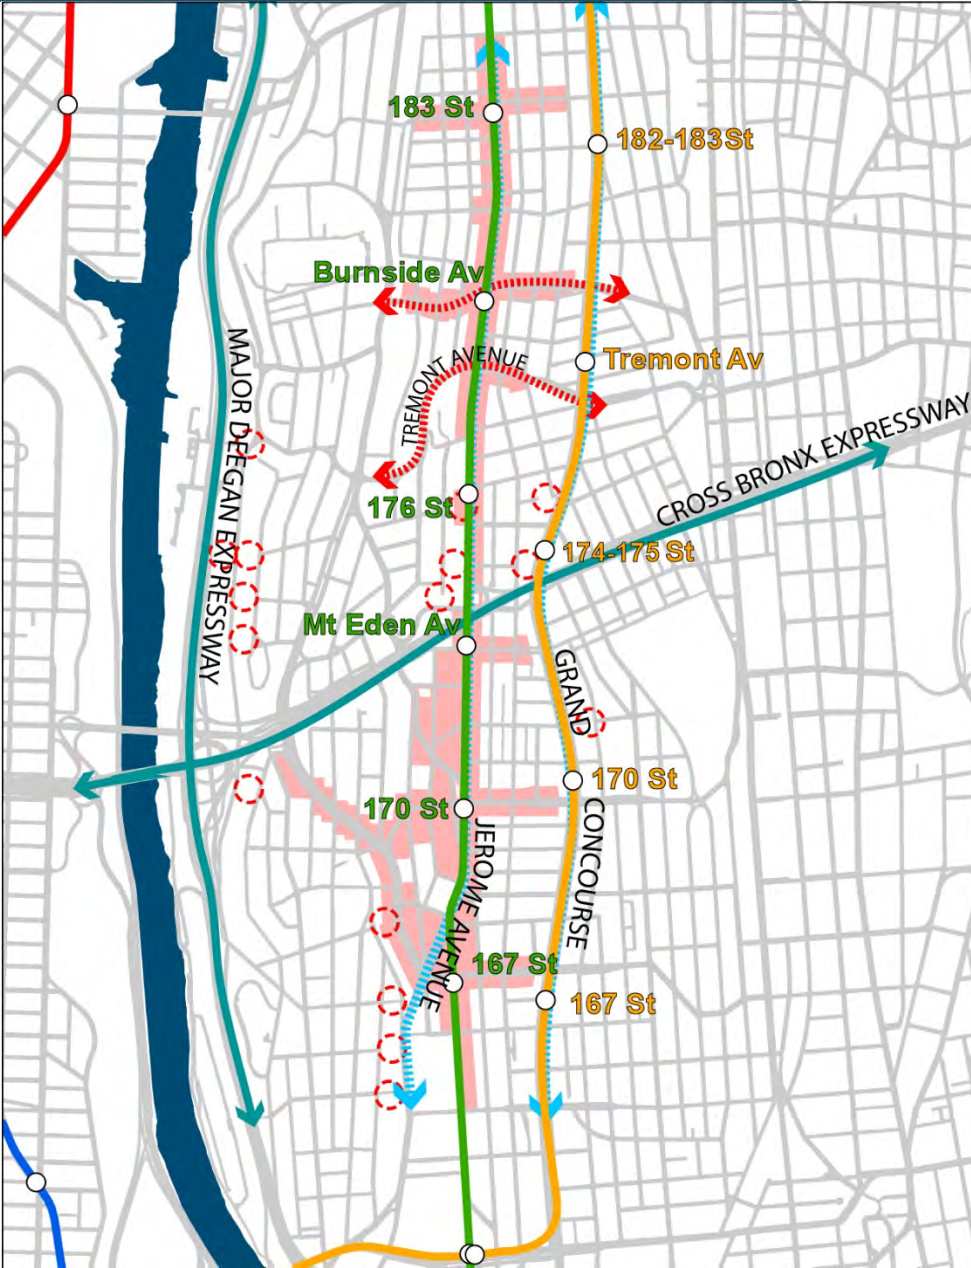 183 St
182-183St
Burnside Av
MAJOR DEEGAN EXPRESSWAY
TREMONT AVENUE
Tremont Av
CROSS BRONX EXPRESSWAY
176 St
174-175 St
Mt Eden Av
GRAND
CONCOURSE
170 St
170 St
JEROME AVENUE
167 St
167 St